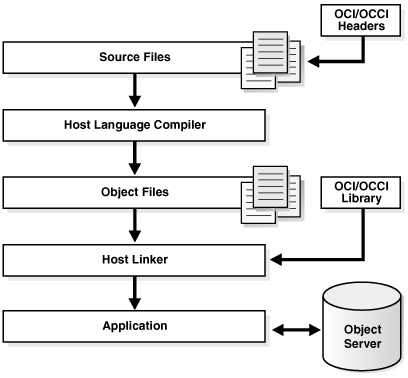 OCI/OCCI
Headers
Source Files
Host Language Compiler
Object Files
OCI/OCCI
Library
Host Linker
Application
Object
Server